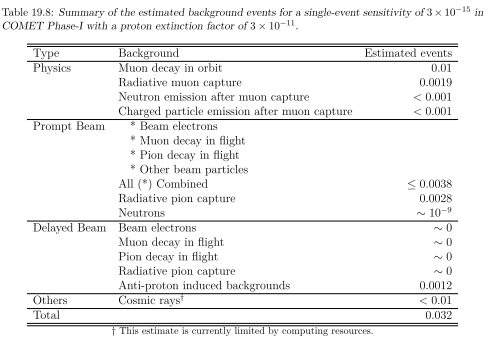 Table 19.8: Summary of the estimated background events for a single-event sensitivity of 3 × 10⁻¹⁵ in
COMET Phase-I with a proton extinction factor of 3 × 10⁻¹¹.
Type Background Estimated events
Physics Muon decay in orbit 0.01
Radiative muon capture 0.0019
Neutron emission after muon capture < 0.001
Charged particle emission after muon capture < 0.001
Prompt Beam * Beam electrons
* Muon decay in flight
* Pion decay in flight
* Other beam particles
All (*) Combined ≤ 0.0038
Radiative pion capture 0.0028
Neutrons ∼ 10⁻⁹
Delayed Beam Beam electrons ∼ 0
Muon decay in flight ∼ 0
Pion decay in flight ∼ 0
Radiative pion capture ∼ 0
Anti-proton induced backgrounds 0.0012
Others Cosmic rays† < 0.01
Total 0.032
† This estimate is currently limited by computing resources.